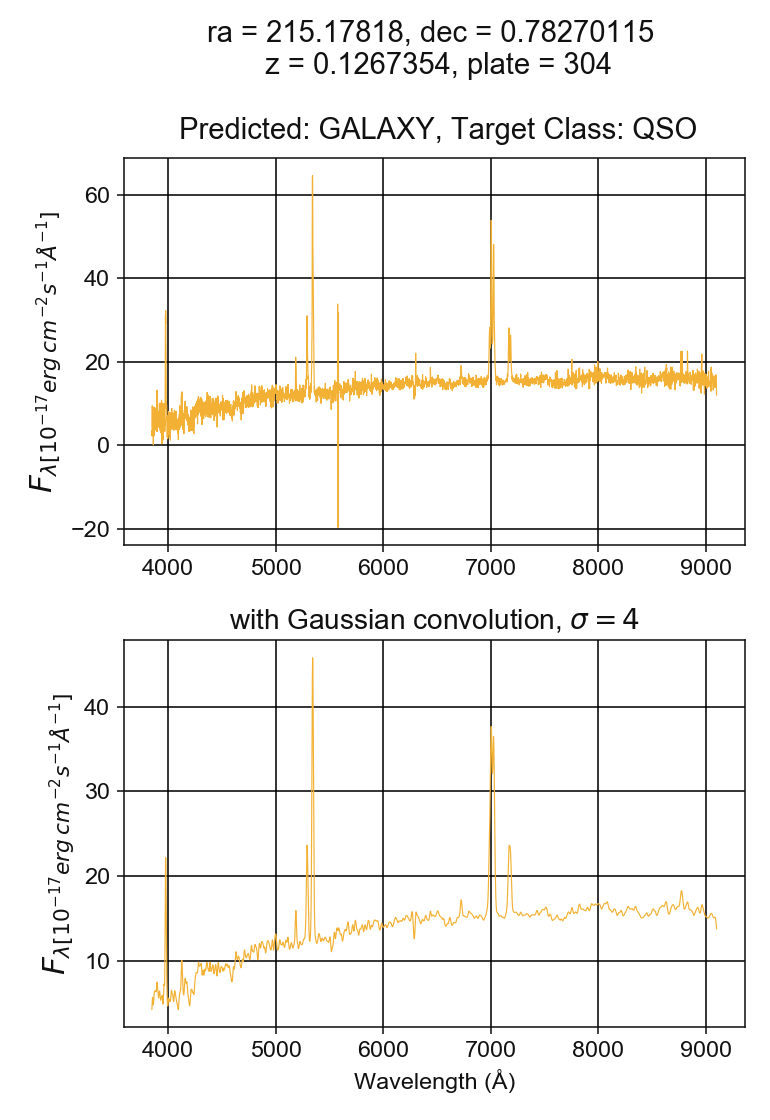 ra = 215.17818, dec = 0.78270115
z = 0.1267354, plate = 304
Predicted: GALAXY, Target Class: QSO
60
40
20
0
−20
F_λ[10⁻¹⁷erg cm⁻²s⁻¹Å⁻¹]
4000 5000 6000 7000 8000 9000
with Gaussian convolution, σ = 4
40
30
20
10
F_λ[10⁻¹⁷erg cm⁻²s⁻¹Å⁻¹]
4000 5000 6000 7000 8000 9000
Wavelength (Å)